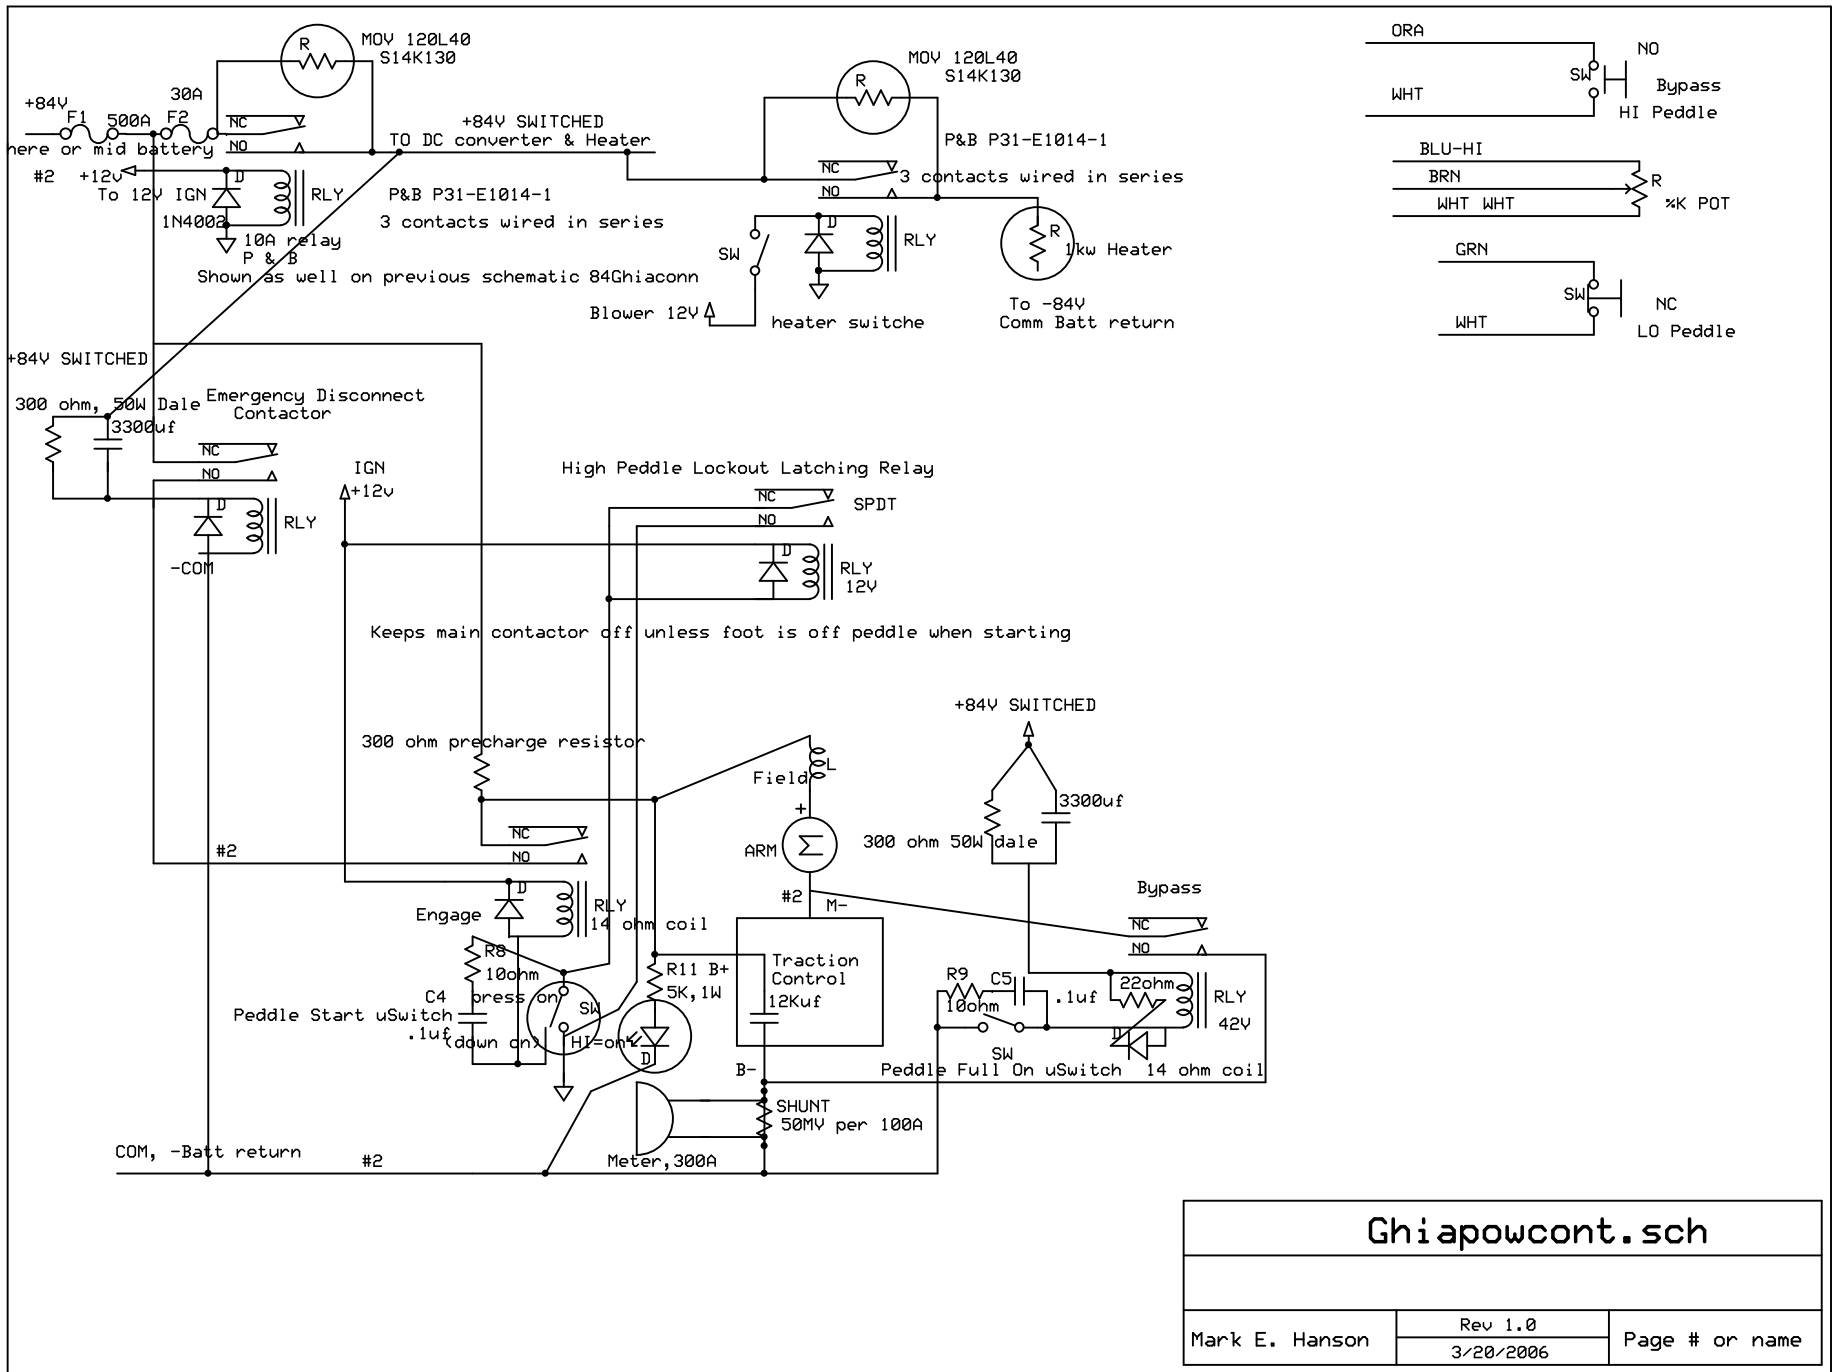 R
MOV 120L40
S14K130
30A
+84V
F1
500A
F2
NC
NO
here or mid battery
+84V SWITCHED
TO DC converter & Heater
#2
+12v
To 12V IGN
D
RLY
1N4002
P&B P31-E1014-1
3 contacts wired in series
10A relay
P & B
Shown as well on previous schematic 84Ghiaconn
MOV 120L40
S14K130
R
P&B P31-E1014-1
NC
3 contacts wired in series
NO
SW
D
RLY
R
1kw Heater
Blower 12V
heater switche
To -84V
Comm Batt return
ORA
NO
SW
Bypass
WHT
HI Peddle
BLU-HI
BRN
R
WHT WHT
%K POT
GRN
SW
NC
WHT
LO Peddle
+84V SWITCHED
300 ohm, 50W Dale
3300uf
Emergency Disconnect
Contactor
NC
NO
D
RLY
-COM
IGN
+12v
High Peddle Lockout Latching Relay
NC
SPDT
NO
D
RLY
12V
Keeps main contactor off unless foot is off peddle when starting
300 ohm precharge resistor
+84V SWITCHED
L
Field
+
ARM
3300uf
300 ohm 50W dale
#2
NC
NO
D
RLY
14 ohm coil
Engage
#2
M-
Bypass
NC
NO
R8
10ohm
C4
press on
Peddle Start uSwitch
.1uf
(down on)
SW
HI=on
R11 B+
5K,1W
D
Traction
Control
12Kuf
B-
R9
10ohm
C5
.1uf
22ohm
RLY
42V
D
SW
Peddle Full On uSwitch
14 ohm coil
SHUNT
50MV per 100A
Meter,300A
COM, -Batt return
#2
Ghiapowcont.sch
Mark E. Hanson
Rev 1.0
3/20/2006
Page # or name